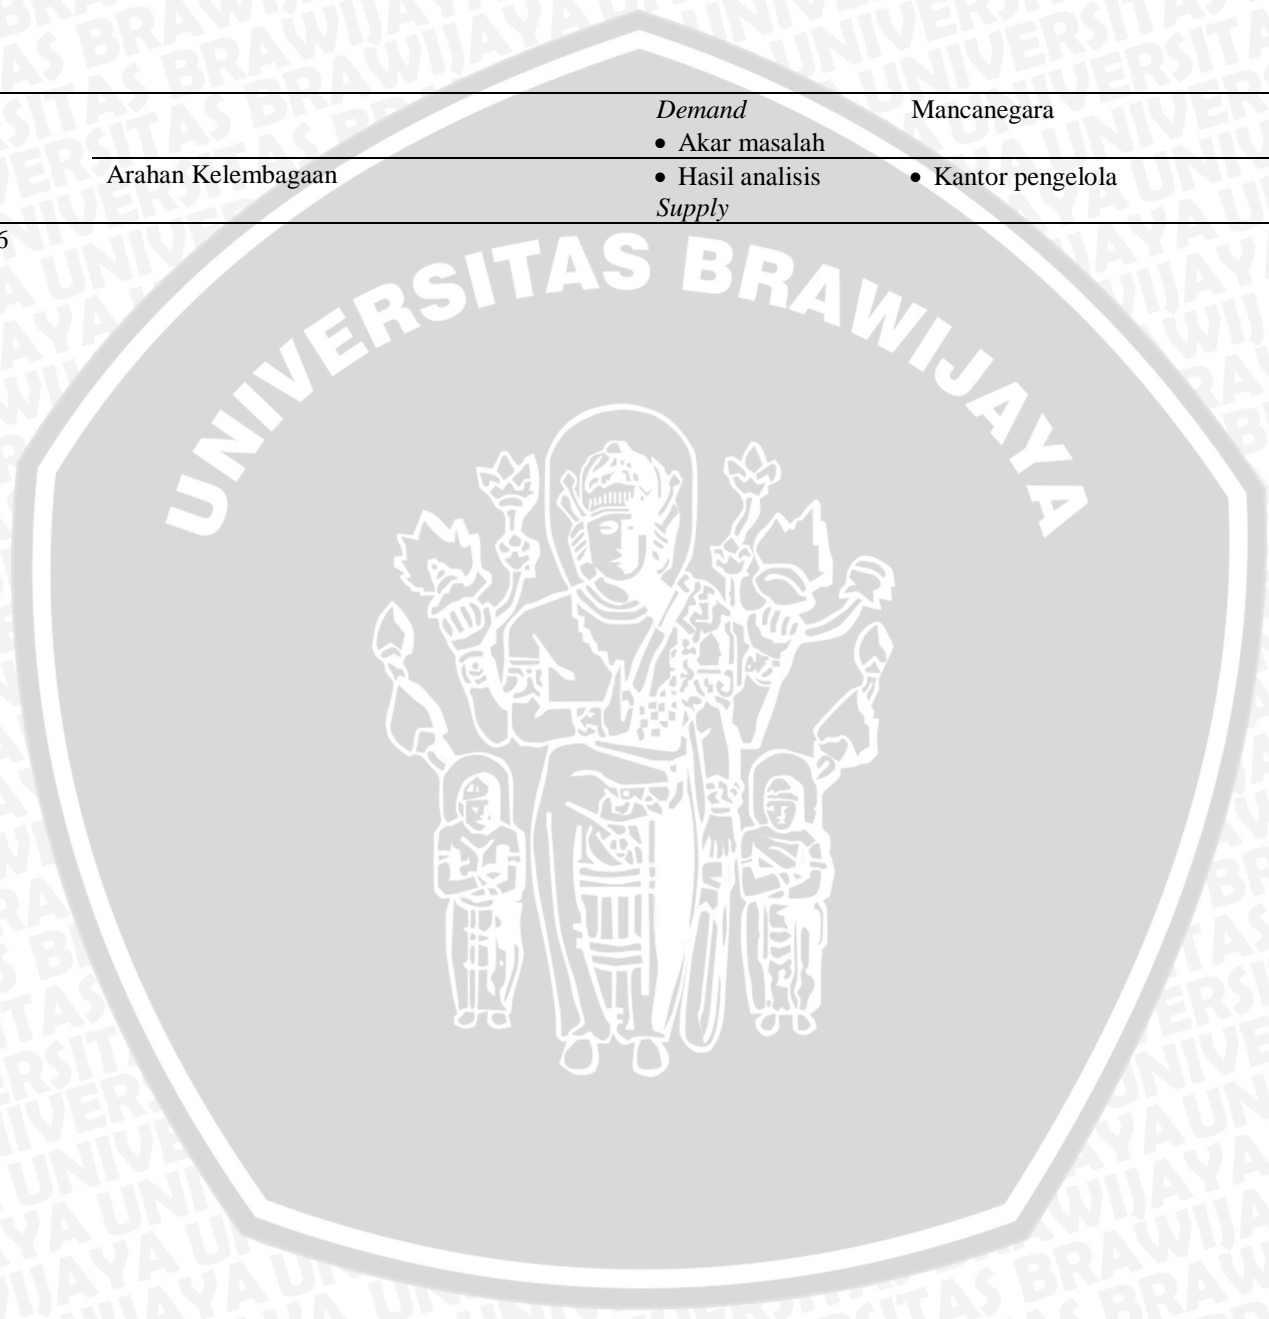 Demand Mancanegara
• Akar masalah
Arahan Kelembagaan • Hasil analisis • Kantor pengelola
Supply
6
UNIVERSITAS BRAWIJAYA